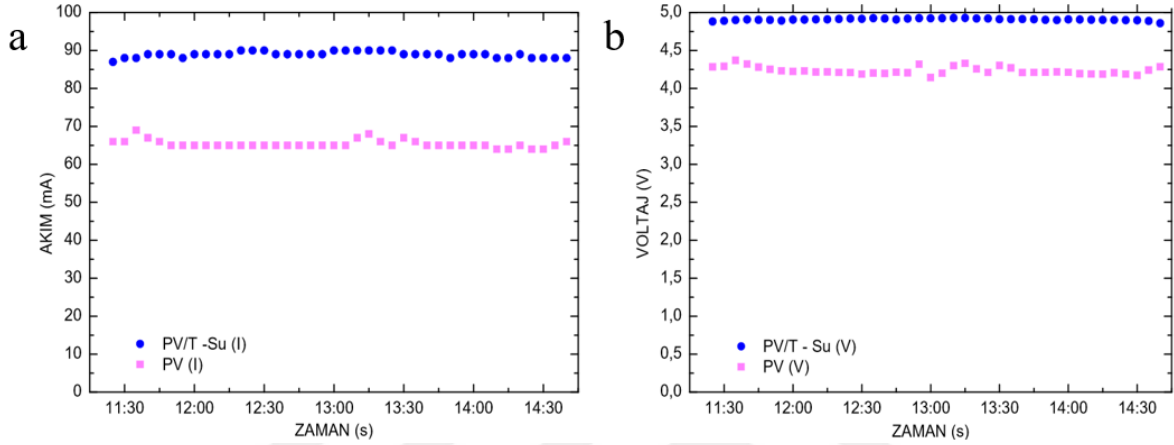 a
100
90
80
70
60
50
40
30
20
10
0
AKIM (mA)
PV/T -Su (I)
PV (I)
11:30 12:00 12:30 13:00 13:30 14:00 14:30
ZAMAN (s)
b
5,0
4,5
4,0
3,5
3,0
2,5
2,0
1,5
1,0
0,5
0,0
VOLTAJ (V)
PV/T - Su (V)
PV (V)
11:30 12:00 12:30 13:00 13:30 14:00 14:30
ZAMAN (s)